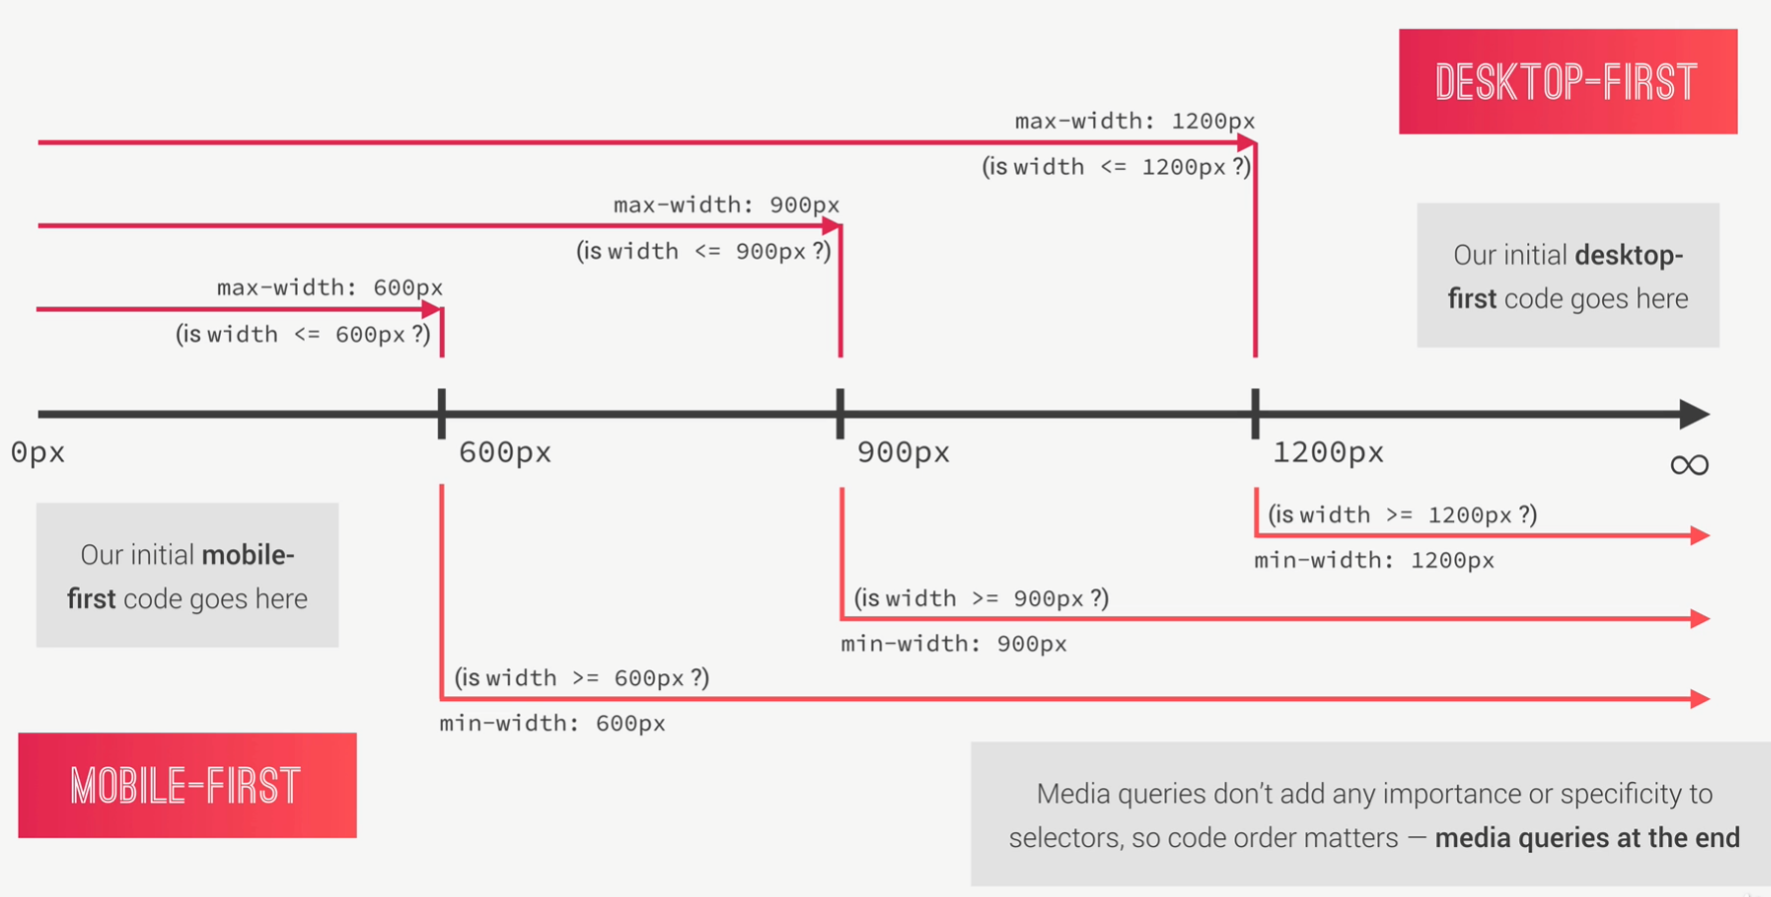 DESKTOP-FIRST
max-width: 1200px
(is width <= 1200px ?)
max-width: 900px
(is width <= 900px ?)
max-width: 600px
(is width <= 600px ?)
Our initial desktop-
first code goes here
0px
600px
900px
1200px
∞
Our initial mobile-
first code goes here
(is width >= 1200px ?)
min-width: 1200px
(is width >= 900px ?)
min-width: 900px
(is width >= 600px ?)
min-width: 600px
MOBILE-FIRST
Media queries don’t add any importance or specificity to
selectors, so code order matters — media queries at the end